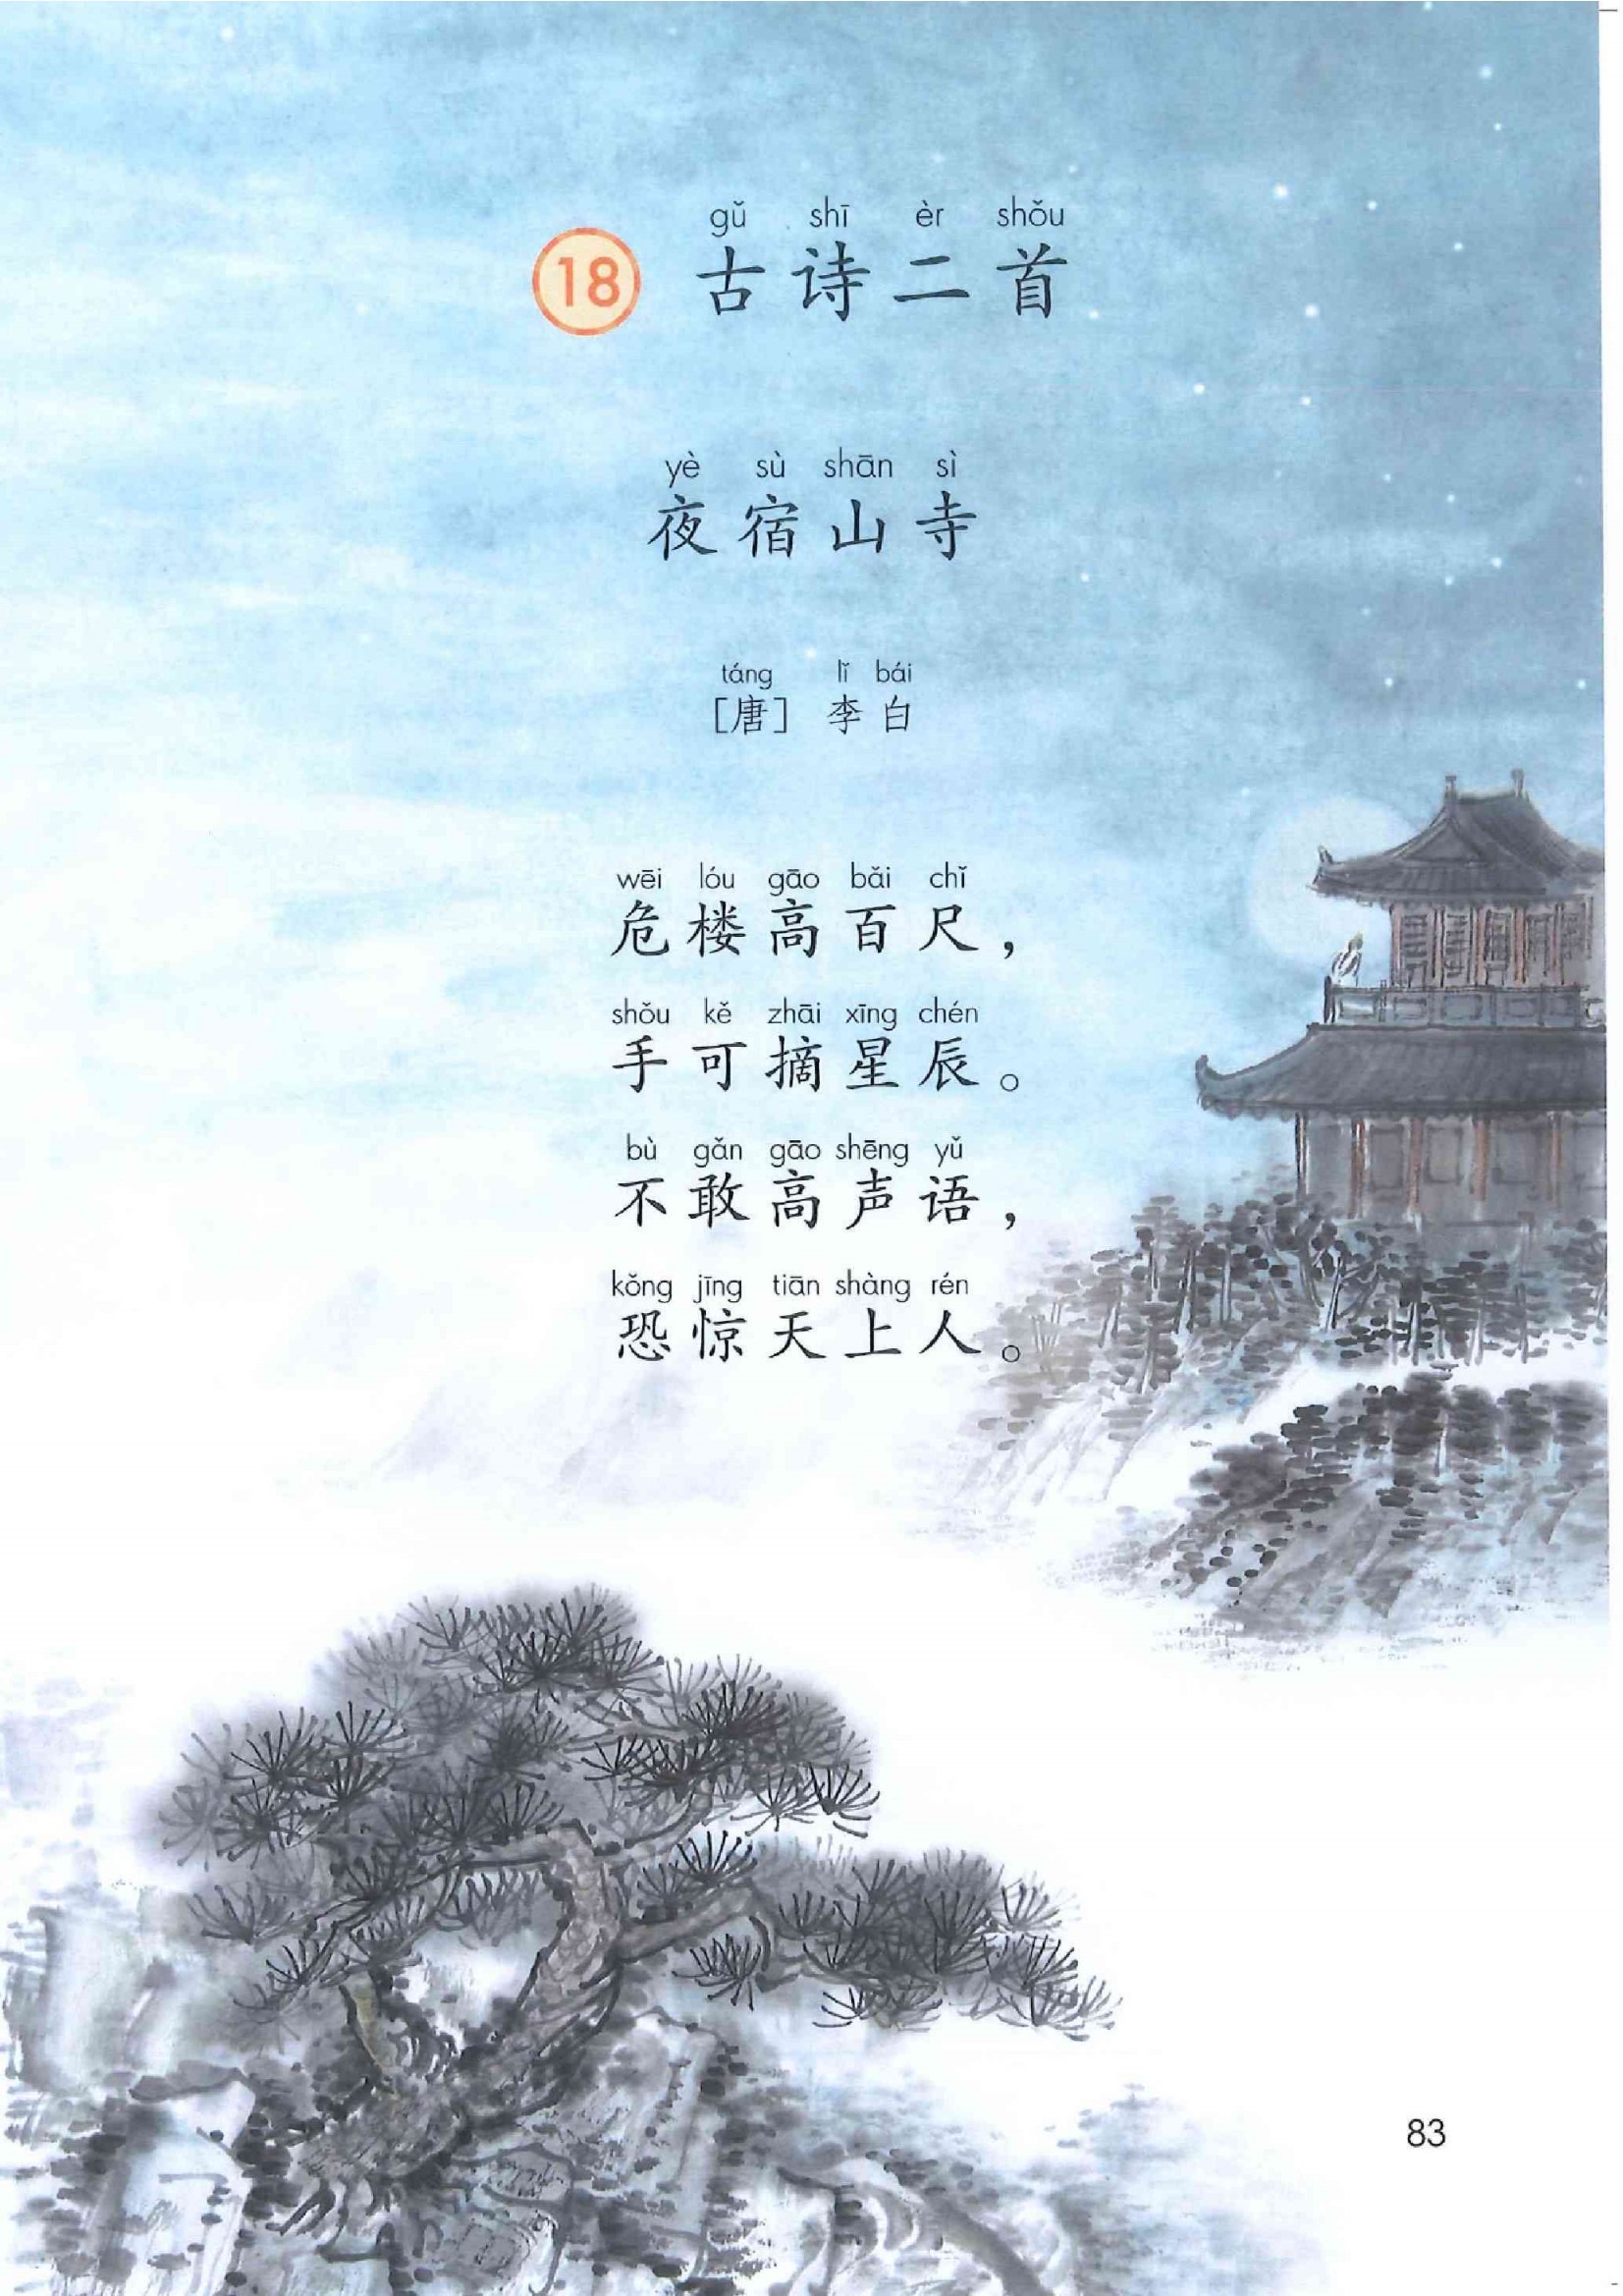 gǔ shī èr shǒu
18 古诗二首
yè sù shān sì
夜宿山寺
táng lǐ bái
［唐］ 李白
wēi lóu gāo bǎi chǐ
危楼高百尺，
shǒu kě zhāi xīng chén
手可摘星辰。
bù gǎn gāo shēng yǔ
不敢高声语，
kǒng jīng tiān shàng rén
恐惊天上人。
83